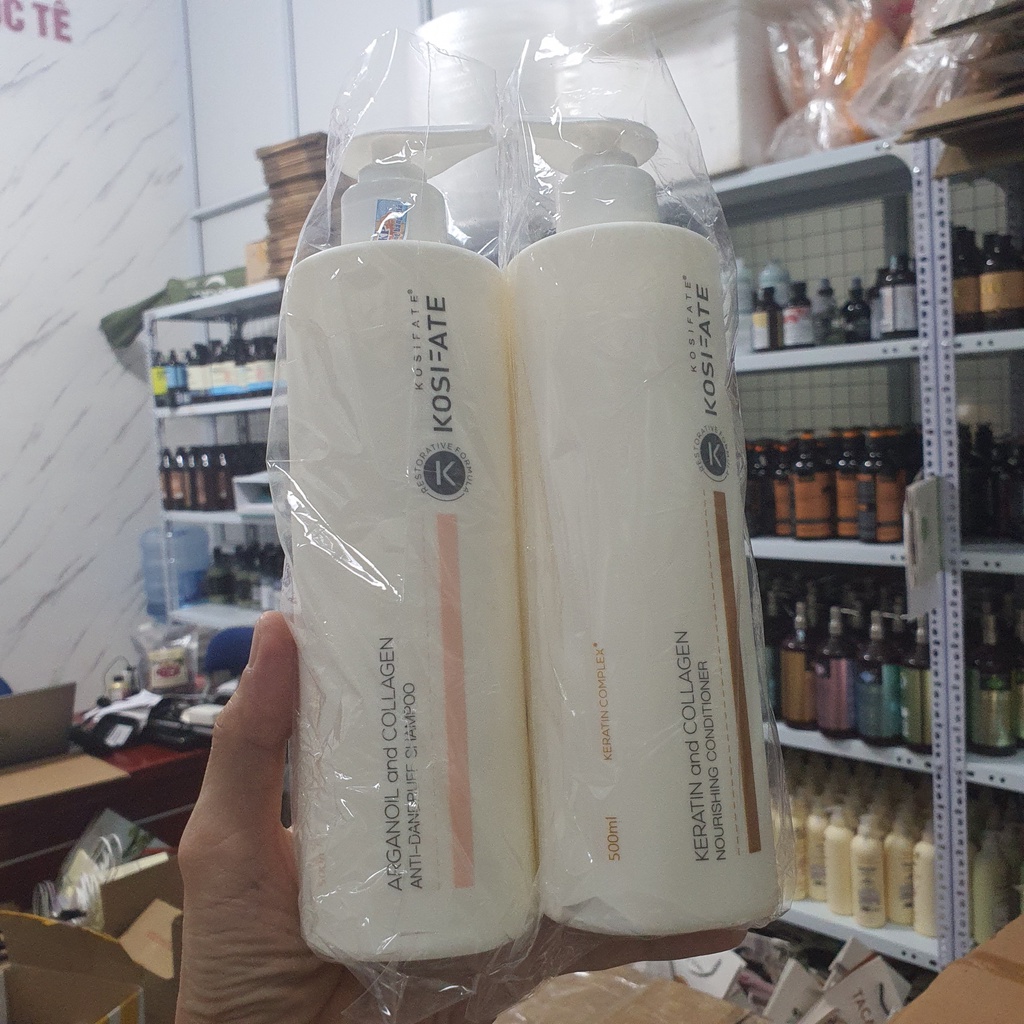 ỐC TẾ
KOSIFATE®
KOSIFATE
RESTORATIVE FORMULA
K
ARGANOIL and COLLAGEN
ANTI-DANDRUFF SHAMPOO
KOSIFATE®
KOSIFATE
RESTORATIVE FORMULA
K
KERATIN COMPLEX®
500ml
KERATIN and COLLAGEN
NOURISHING CONDITIONER